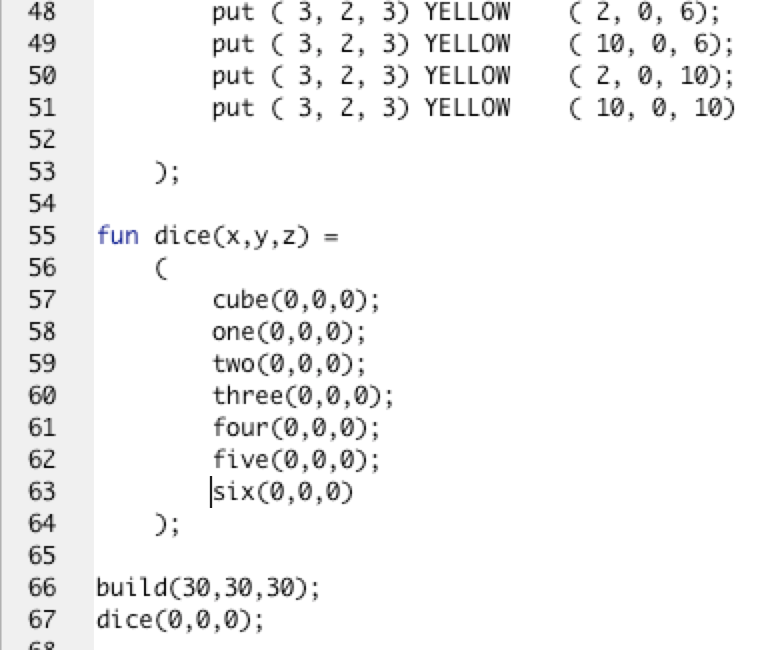 48 put ( 3, 2, 3) YELLOW ( 2, 0, 6);
49 put ( 3, 2, 3) YELLOW ( 10, 0, 6);
50 put ( 3, 2, 3) YELLOW ( 2, 0, 10);
51 put ( 3, 2, 3) YELLOW ( 10, 0, 10)
52
53 );
54
55 fun dice(x,y,z) =
56 (
57 cube(0,0,0);
58 one(0,0,0);
59 two(0,0,0);
60 three(0,0,0);
61 four(0,0,0);
62 five(0,0,0);
63 six(0,0,0)
64 );
65
66 build(30,30,30);
67 dice(0,0,0);
68